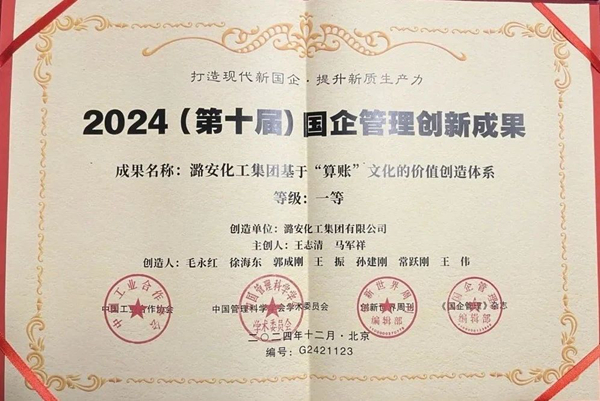 打造现代新国企·提升新质生产力
2024（第十届）国企管理创新成果
成果名称：潞安化工集团基于“算账”文化的价值创造体系
等级：一等
创造单位：潞安化工集团有限公司
主创人：王志清 马军祥
创造人：毛永红 徐海东 郭成刚 王 振 孙建刚 常跃刚 王 伟
中国工业合作协会 中国管理科学学会学术委员会 创新世界周刊 《国企管理》杂志
学术委员会 编辑部 编辑部
二〇二四年十二月·北京
编号：G2421123